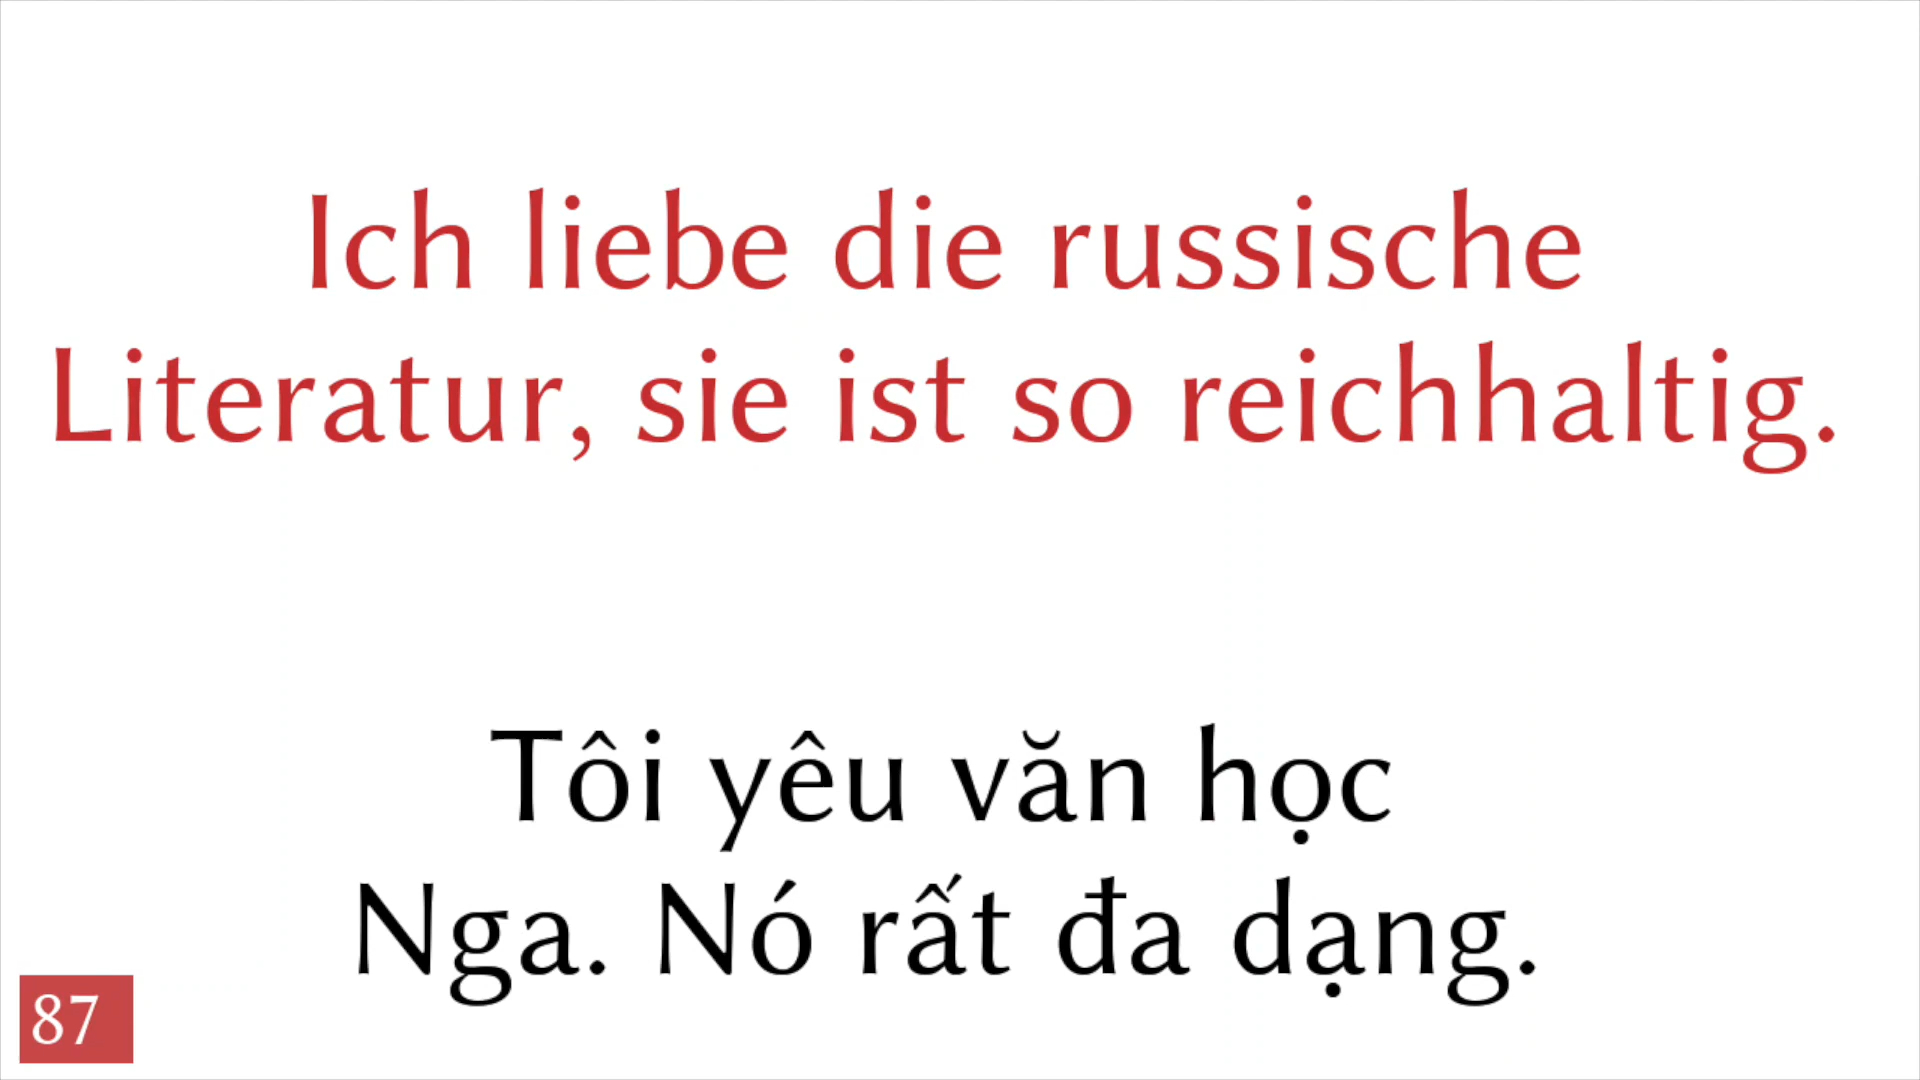 Ich liebe die russische
Literatur, sie ist so reichhaltig.
Tôi yêu văn học
Nga. Nó rất đa dạng.
87